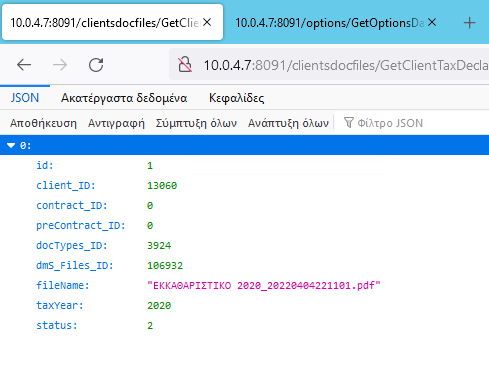 10.0.4.7:8091/clientsdocfiles/GetClie
10.0.4.7:8091/options/GetOptionsDa
10.0.4.7:8091/clientsdocfiles/GetClientTaxDecla
JSON Ακατέργαστα δεδομένα Κεφαλίδες
Αποθήκευση Αντιγραφή Σύμπτυξη όλων Ανάπτυξη όλων Φίλτρο JSON
0:
id: 1
client_ID: 13060
contract_ID: 0
preContract_ID: 0
docTypes_ID: 3924
dmS_Files_ID: 106932
fileName: "ΕΚΚΑΘΑΡΙΣΤΙΚΟ 2020_20220404221101.pdf"
taxYear: 2020
status: 2